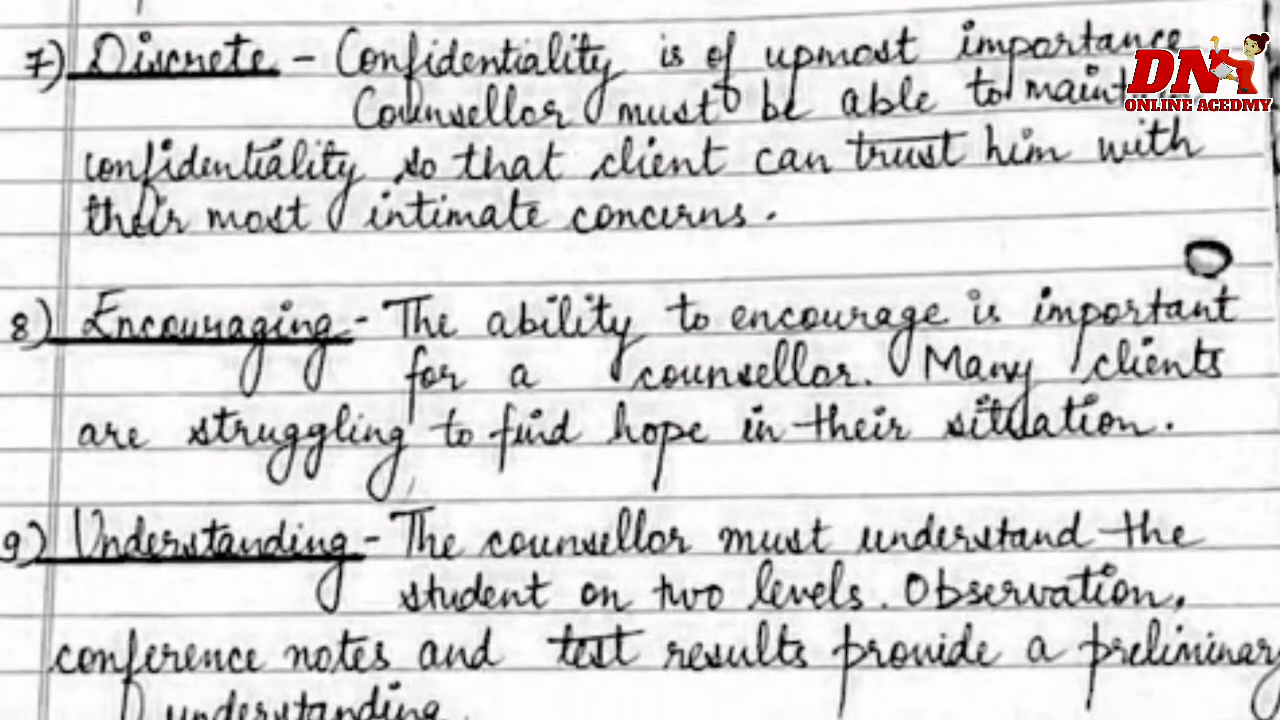 7) Discrete - Confidentiality is of upmost importance
Counsellor must be able to
confidentiality so that client can trust him with
their most intimate concerns.
8) Encouraging - The ability to encourage is important
for a counsellor. Many clients
are struggling to find hope in their situation.
9) Understanding - The counsellor must understand the
student on two levels. Observation,
conference notes and test results provide a preliminary
understanding.
DN
ONLINE ACEDMY